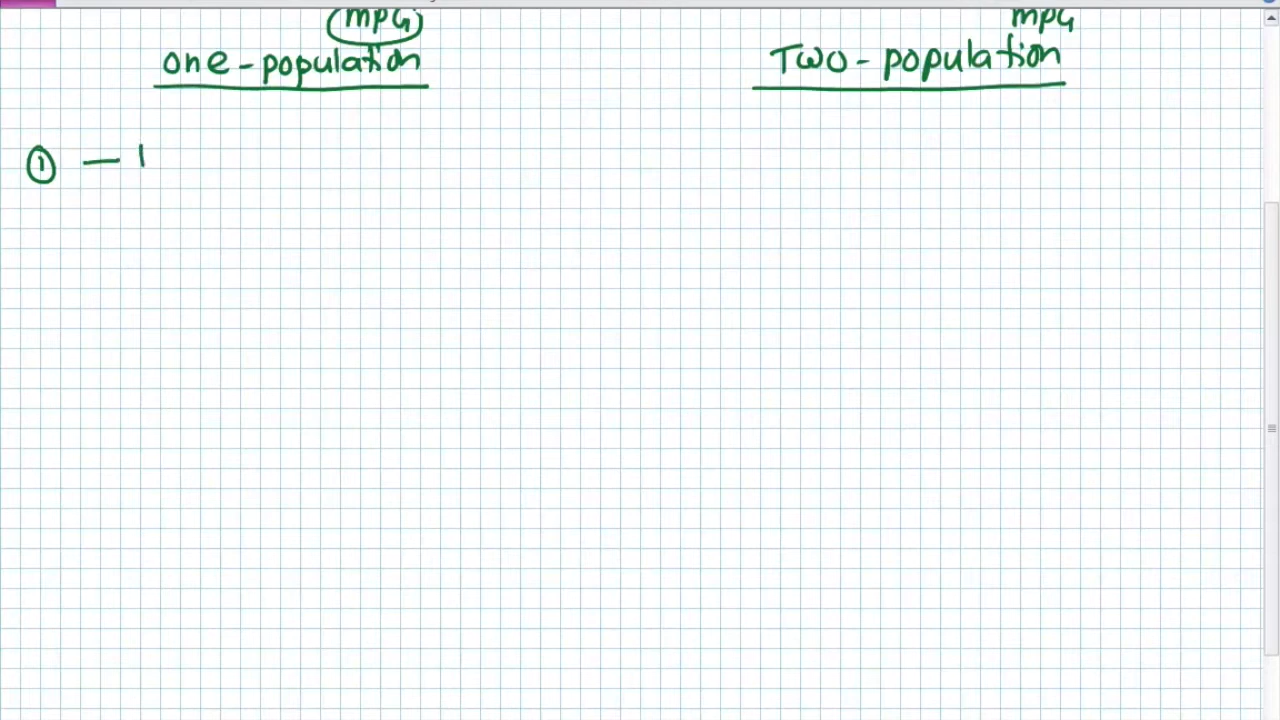 mpg
one-population
mpg
Two-population
① — 1